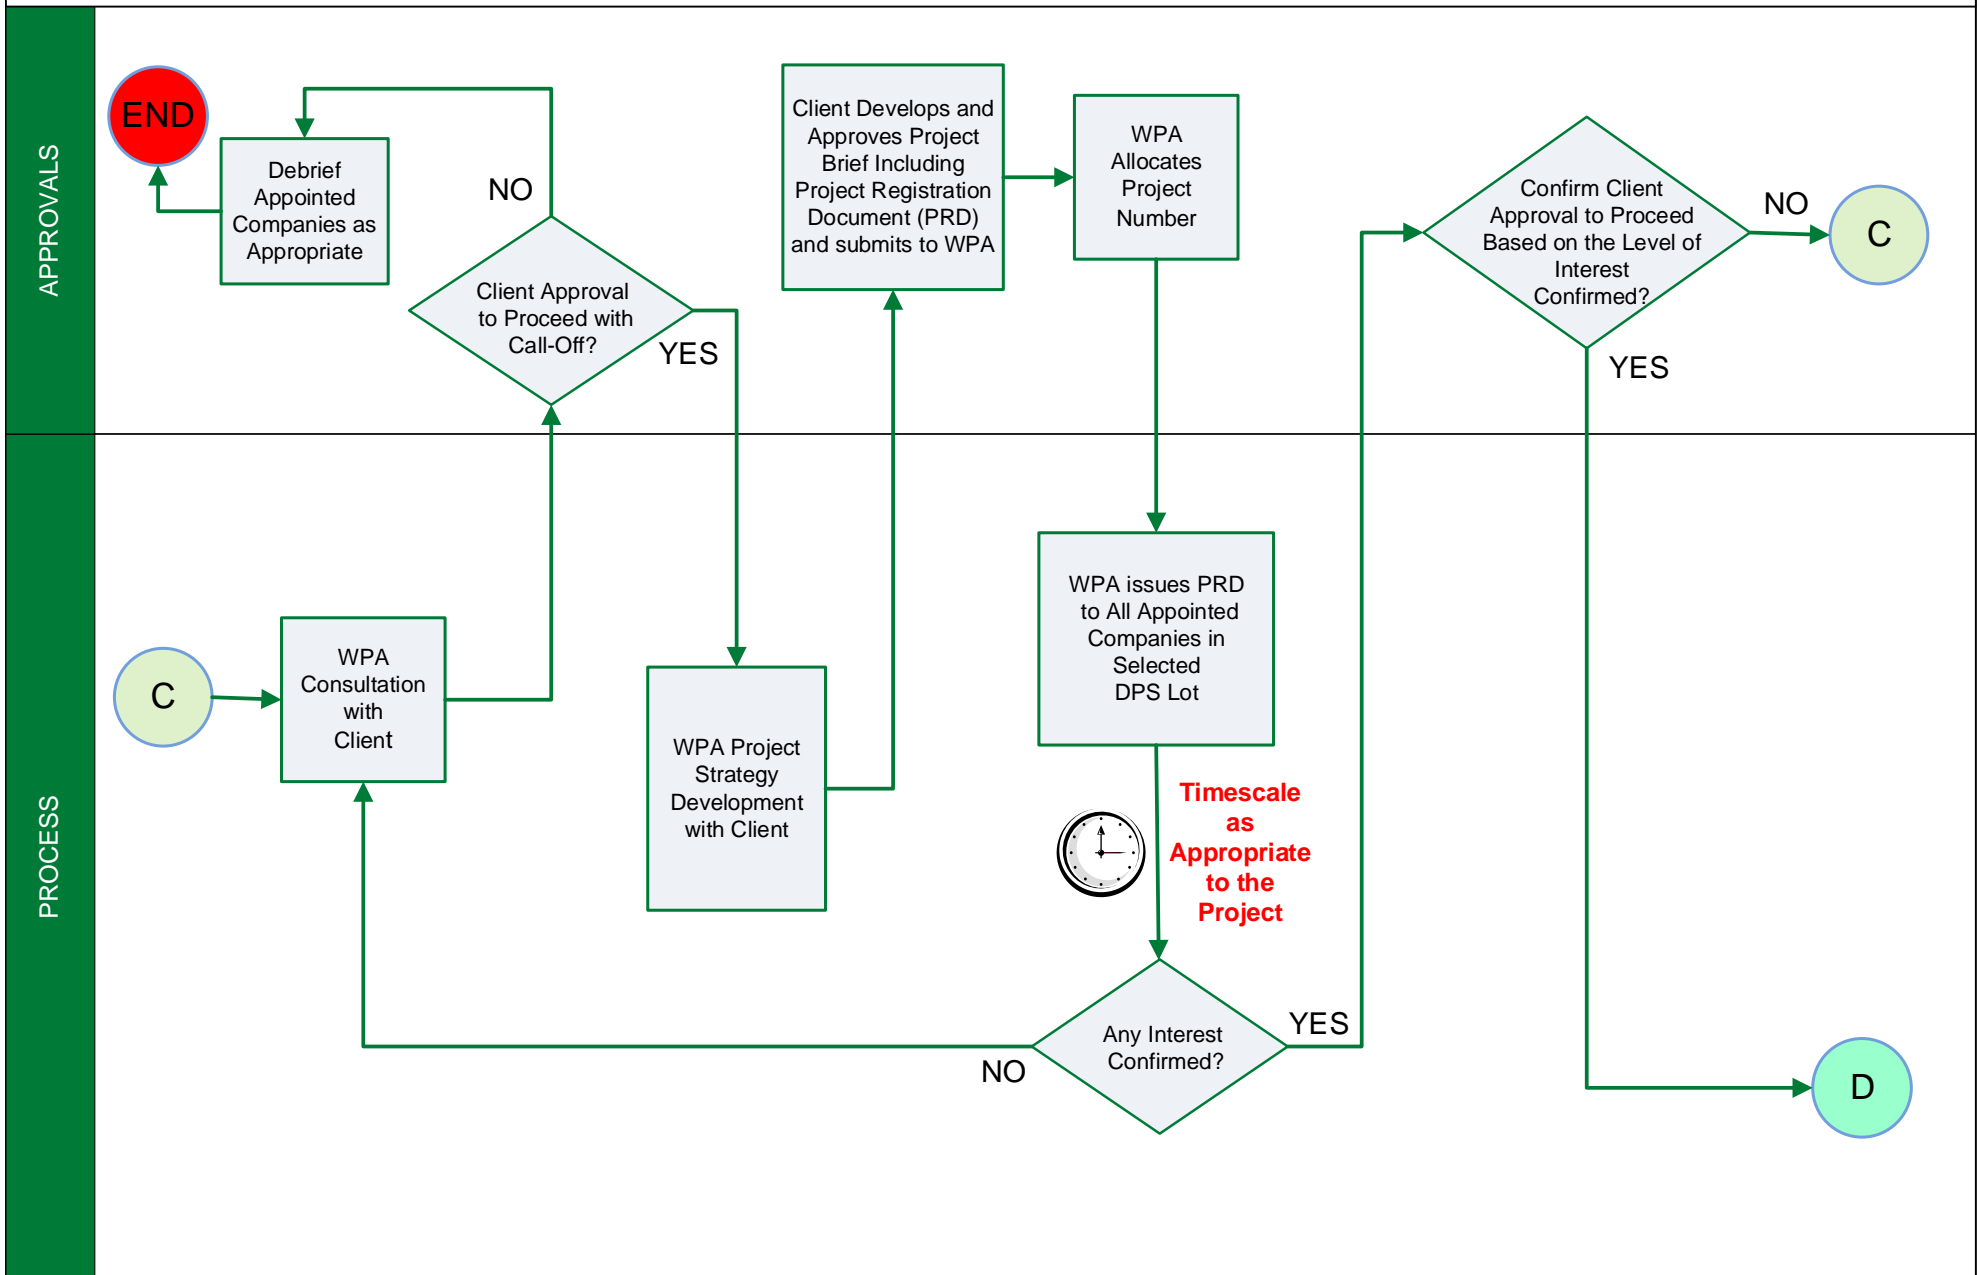 APPROVALS
END
Debrief
Appointed
Companies as
Appropriate
NO
Client Approval
to Proceed with
Call-Off?
YES
Client Develops and
Approves Project
Brief Including
Project Registration
Document (PRD)
and submits to WPA
WPA
Allocates
Project
Number
Confirm Client
Approval to Proceed
Based on the Level of
Interest
Confirmed?
NO
C
YES
PROCESS
C
WPA
Consultation
with
Client
WPA Project
Strategy
Development
with Client
WPA issues PRD
to All Appointed
Companies in
Selected
DPS Lot
Timescale
as
Appropriate
to the
Project
Any Interest
Confirmed?
NO
YES
D